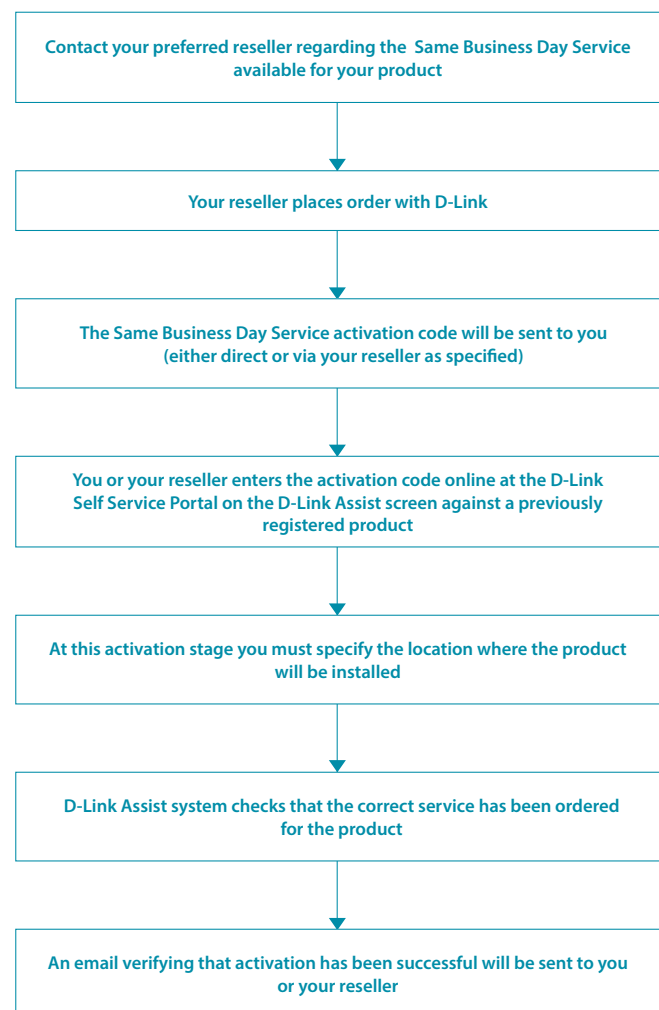 Contact your preferred reseller regarding the  Same Business Day Service
available for your product
Your reseller places order with D-Link
The Same Business Day Service activation code will be sent to you
(either direct or via your reseller as specified)
You or your reseller enters the activation code online at the D-Link
Self Service Portal on the D-Link Assist screen against a previously
registered product
At this activation stage you must specify the location where the product
will be installed
D-Link Assist system checks that the correct service has been ordered
for the product
An email verifying that activation has been successful will be sent to you
or your reseller